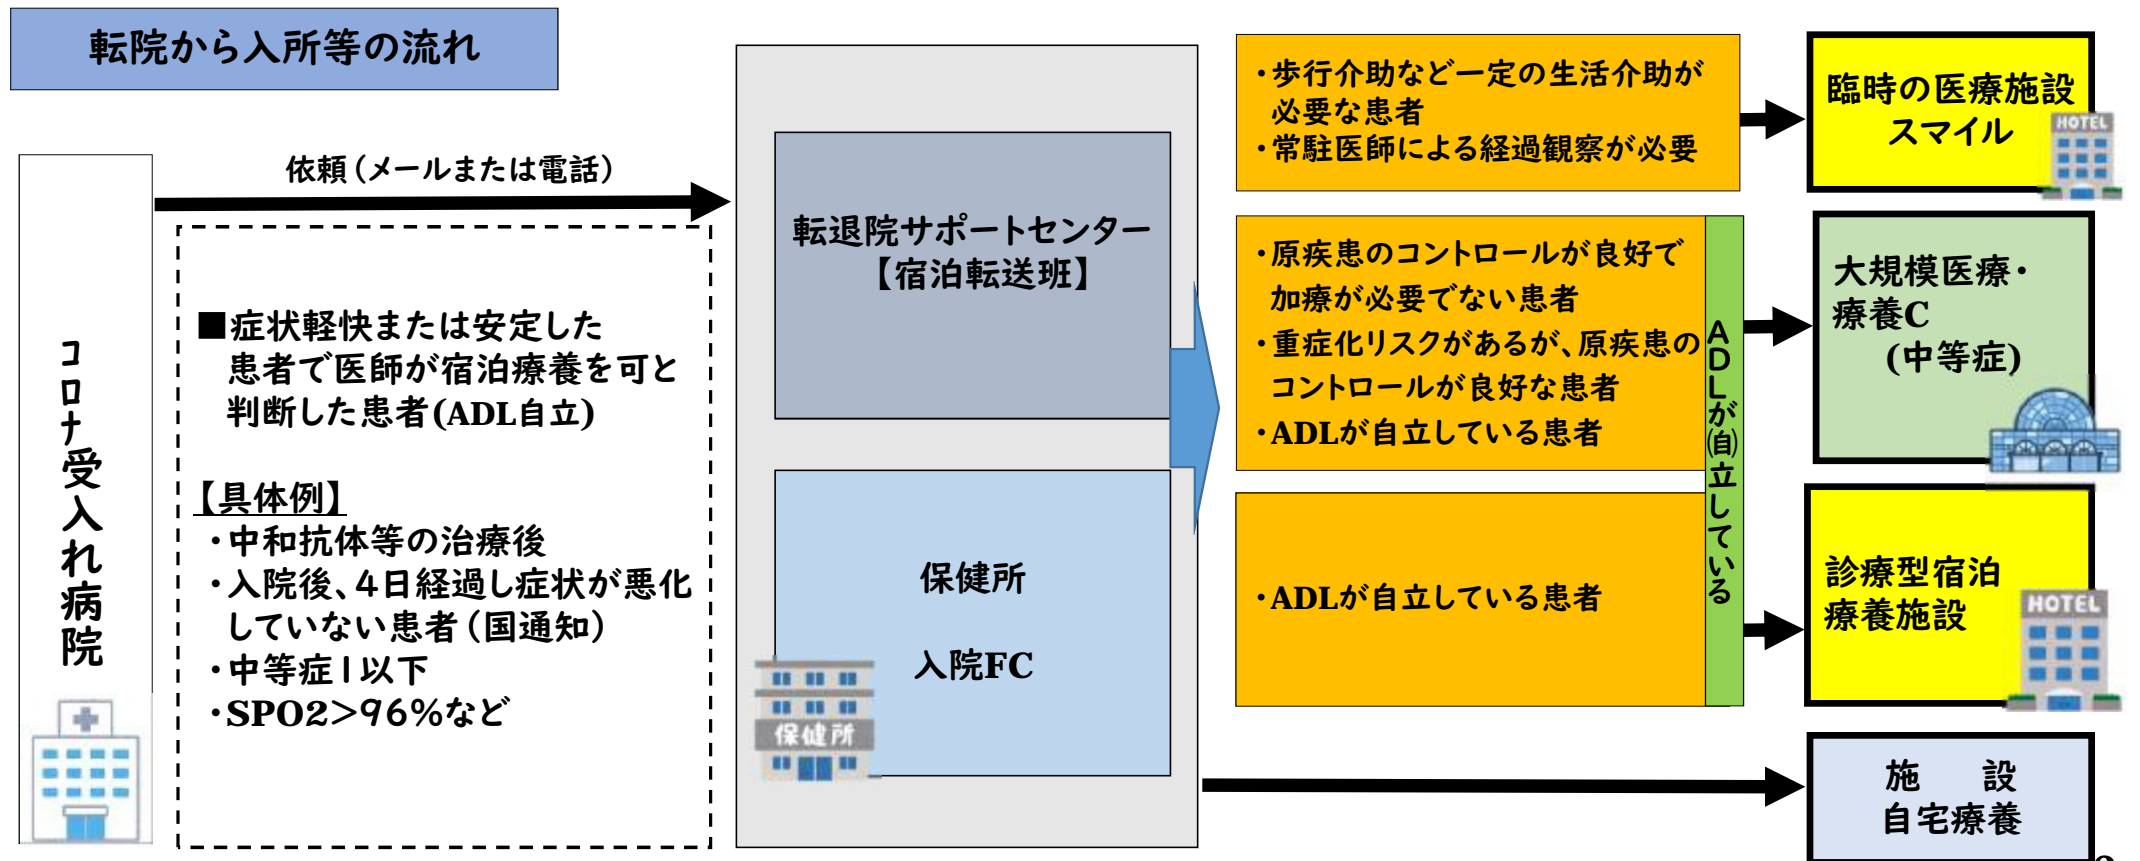 転院から入所等の流れ
コロナ受入れ病院
依頼（メールまたは電話）
■症状軽快または安定した
患者で医師が宿泊療養を可と
判断した患者(ADL自立)
【具体例】
・中和抗体等の治療後
・入院後、4日経過し症状が悪化
していない患者（国通知）
・中等症1以下
・SPO2>96%など
転退院サポートセンター
【宿泊転送班】
保健所
入院FC
保健所
・歩行介助など一定の生活介助が
必要な患者
・常駐医師による経過観察が必要
・原疾患のコントロールが良好で
加療が必要でない患者
・重症化リスクがあるが、原疾患の
コントロールが良好な患者
・ADLが自立している患者
・ADLが自立している患者
ADLが(自)立している
臨時の医療施設
スマイル
HOTEL
大規模医療・
療養C
(中等症)
診療型宿泊
療養施設
HOTEL
施　設
自宅療養